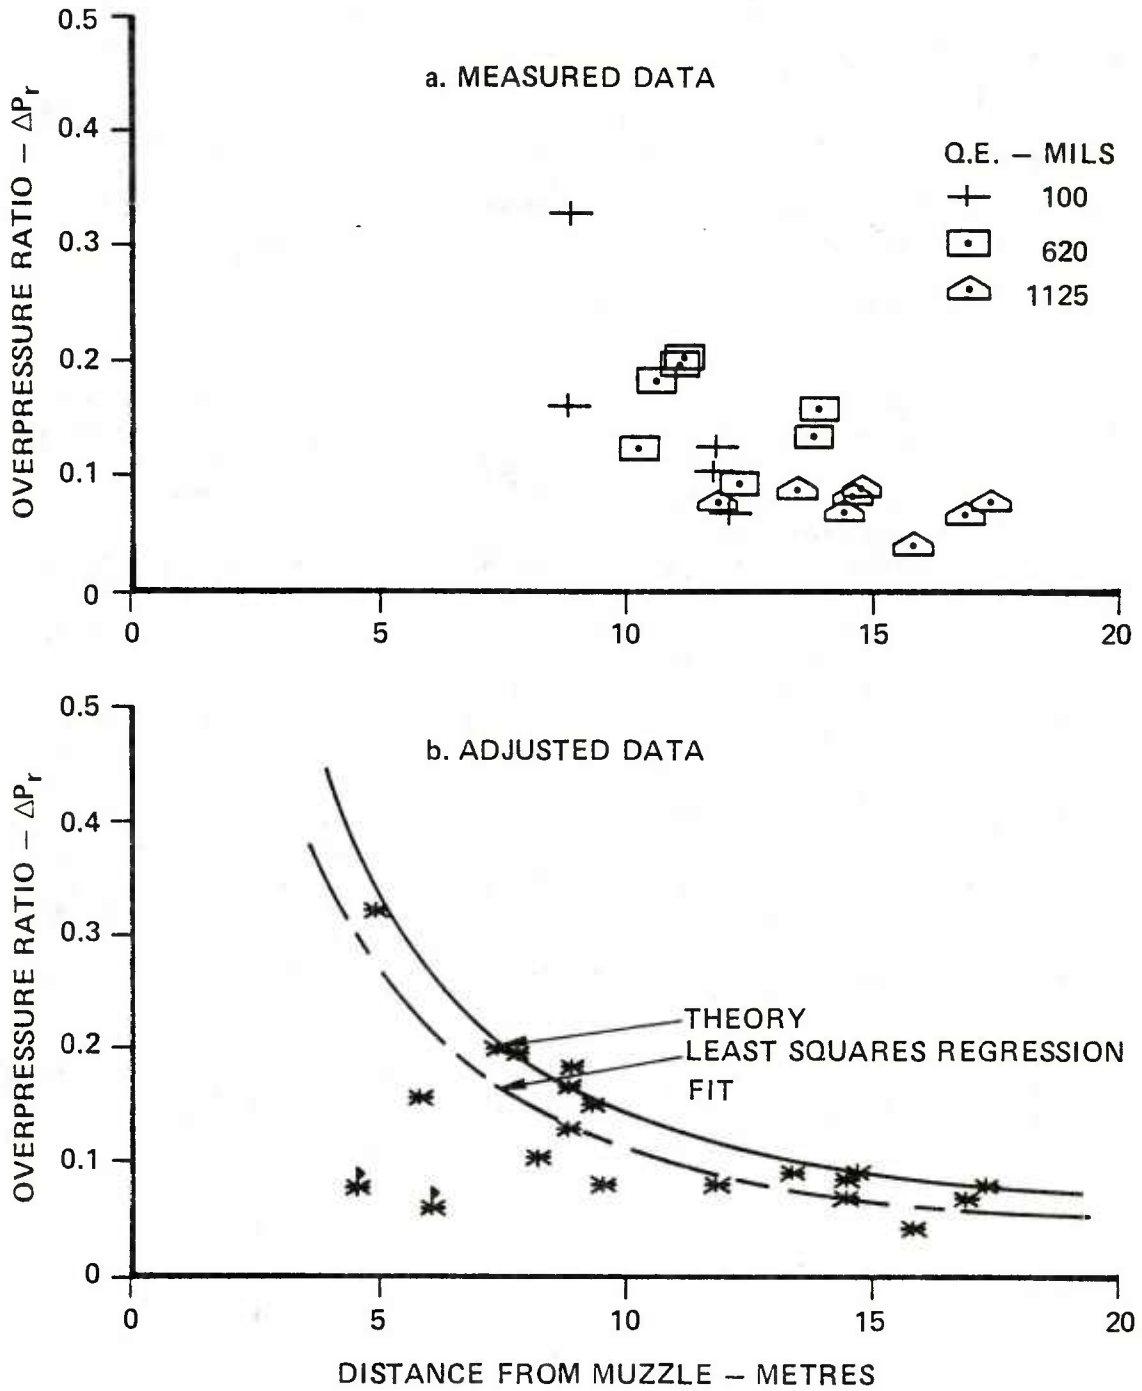 a. MEASURED DATA
OVERPRESSURE RATIO – ΔPr
0.5
0.4
0.3
0.2
0.1
0
0 5 10 15 20
Q.E. – MILS
100
620
1125
b. ADJUSTED DATA
OVERPRESSURE RATIO – ΔPr
0.5
0.4
0.3
0.2
0.1
0
THEORY
LEAST SQUARES REGRESSION
FIT
0 5 10 15 20
DISTANCE FROM MUZZLE – METRES